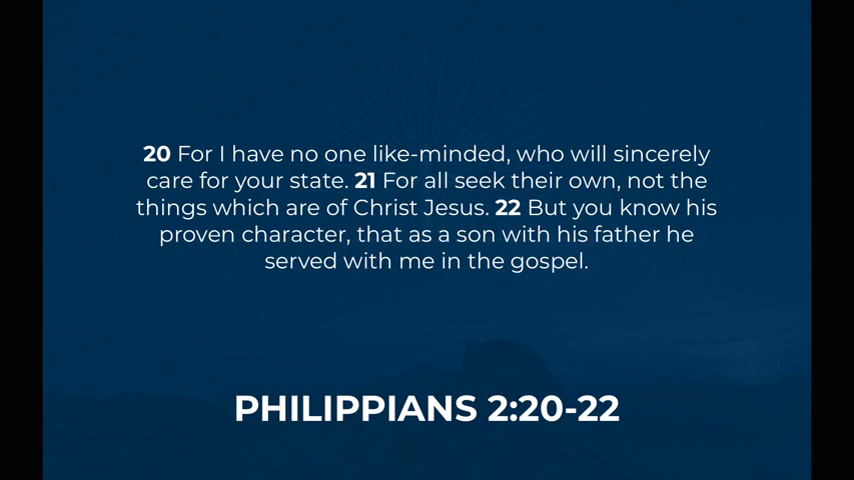 20 For I have no one like-minded, who will sincerely
care for your state. 21 For all seek their own, not the
things which are of Christ Jesus. 22 But you know his
proven character, that as a son with his father he
served with me in the gospel.
PHILIPPIANS 2:20-22